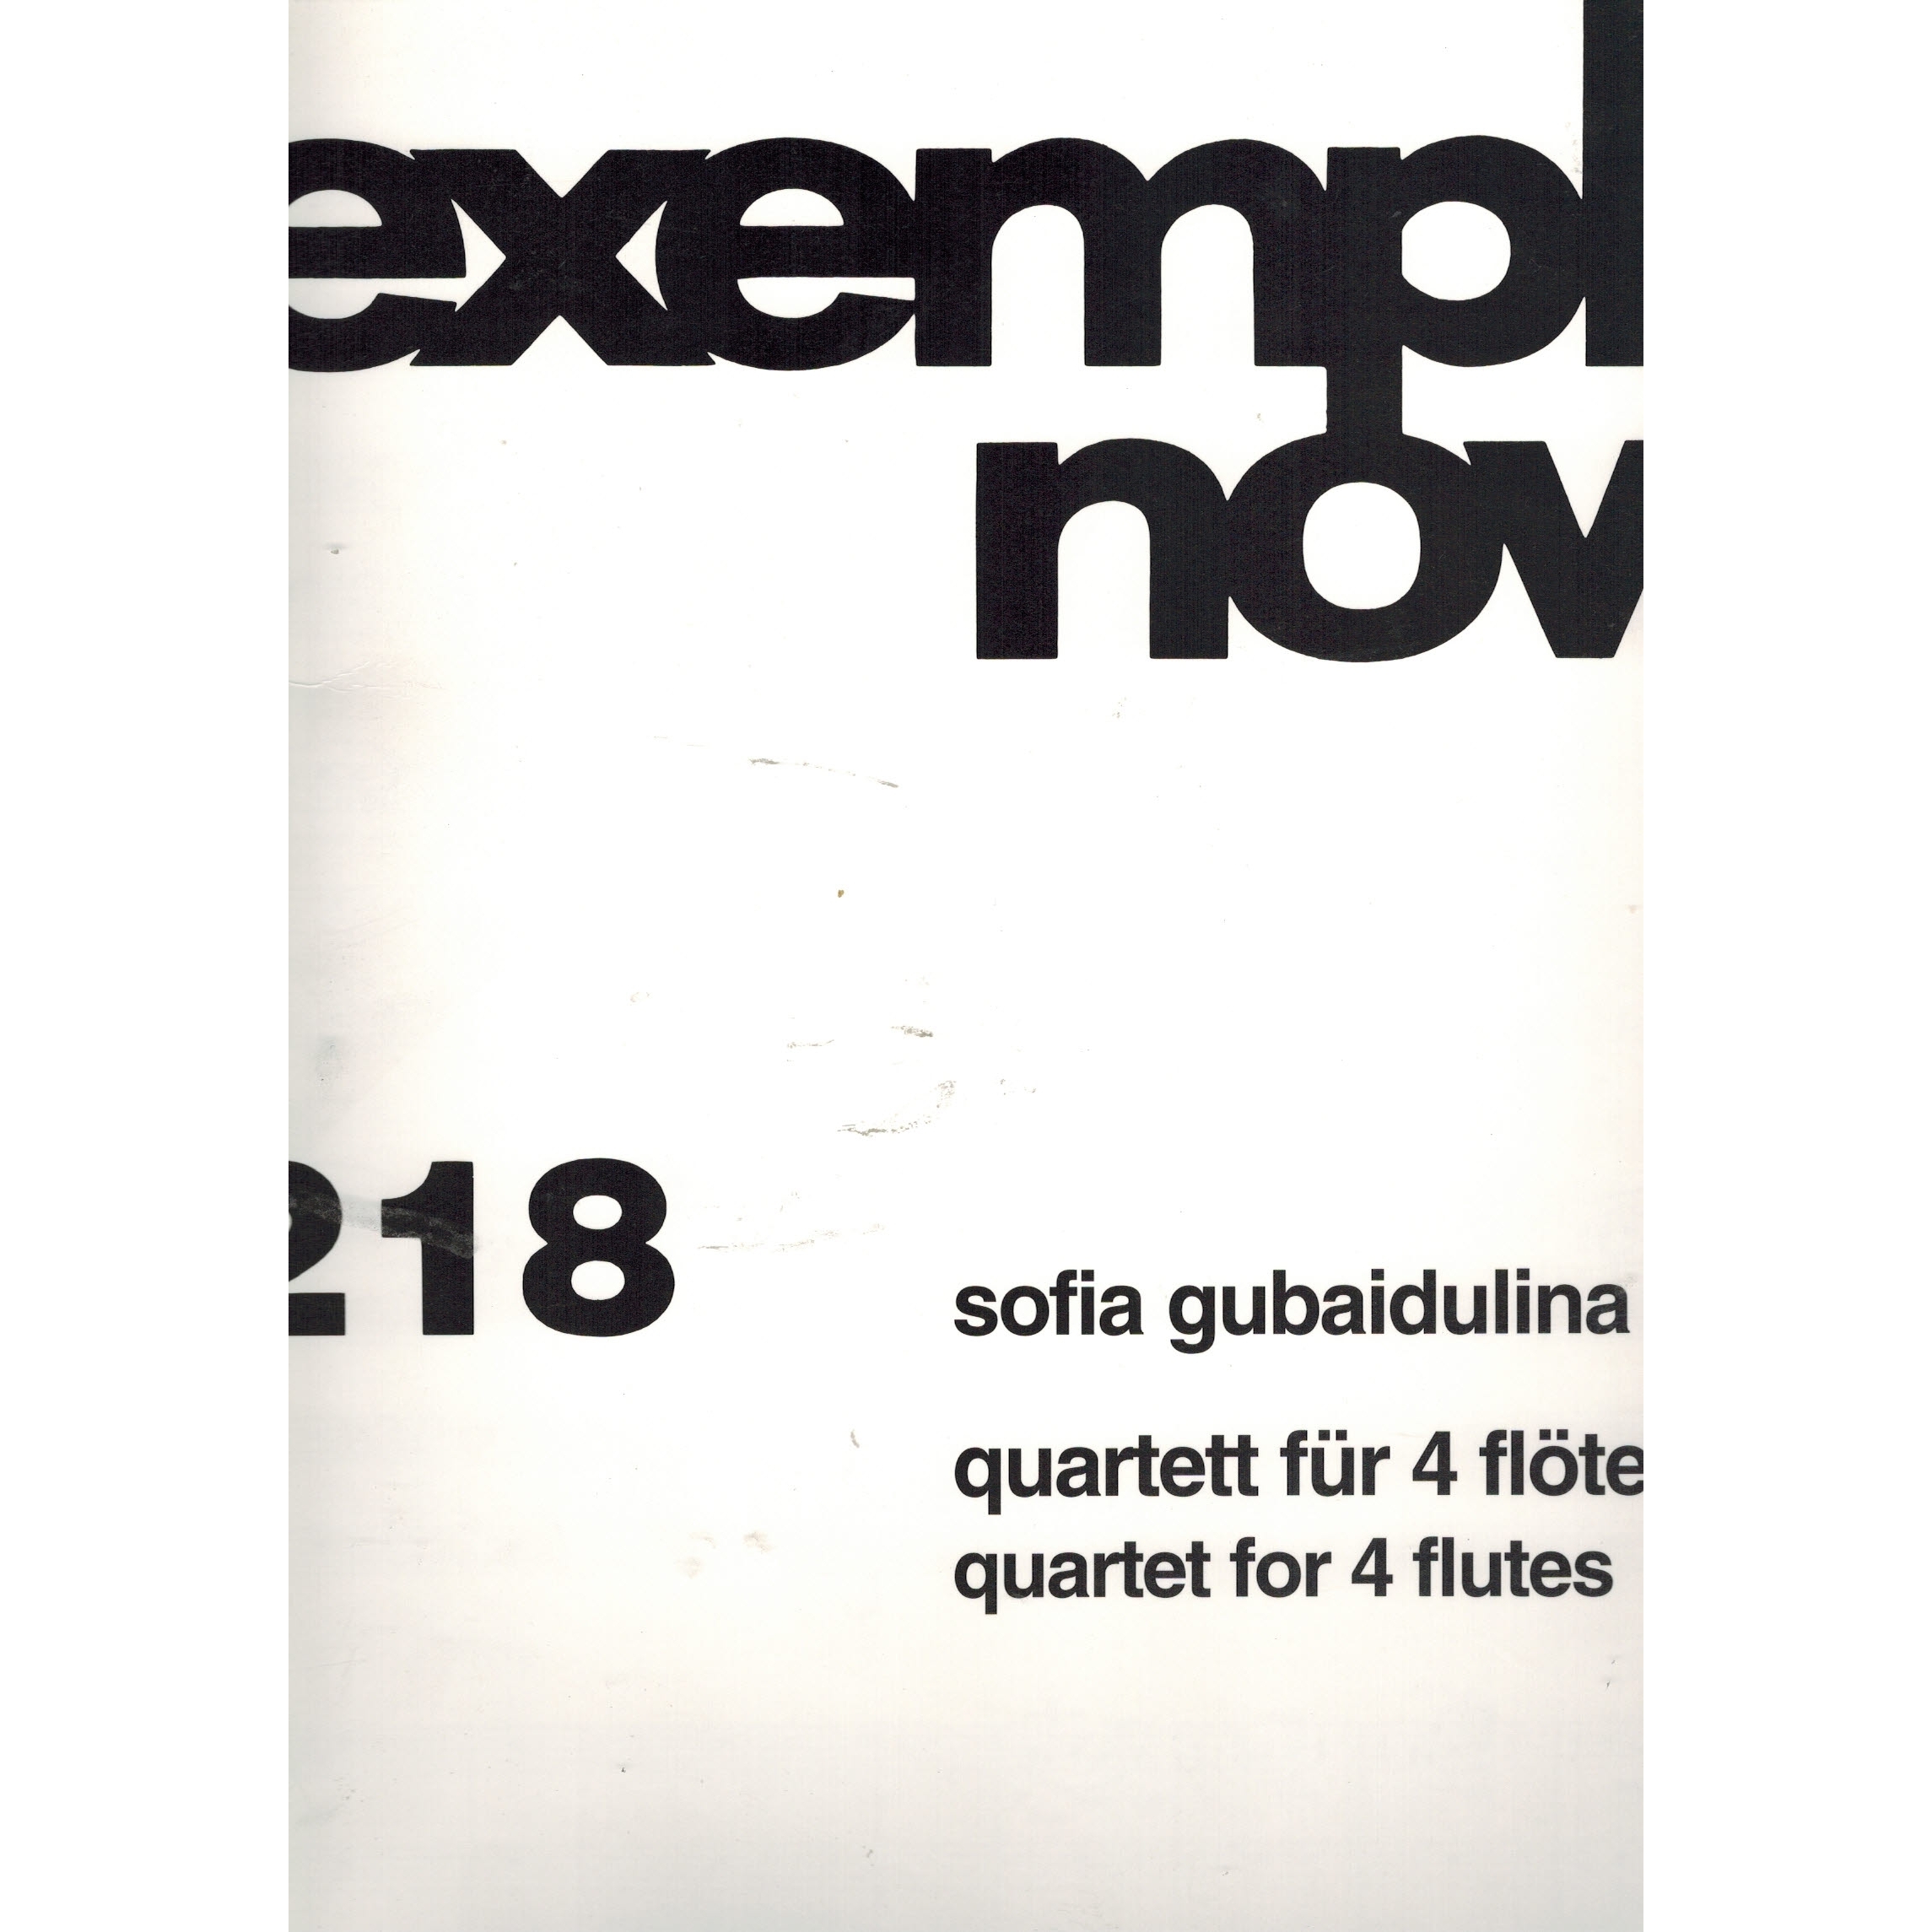 exempl
nov
218
sofia gubaidulina
quartett für 4 flöte
quartet for 4 flutes